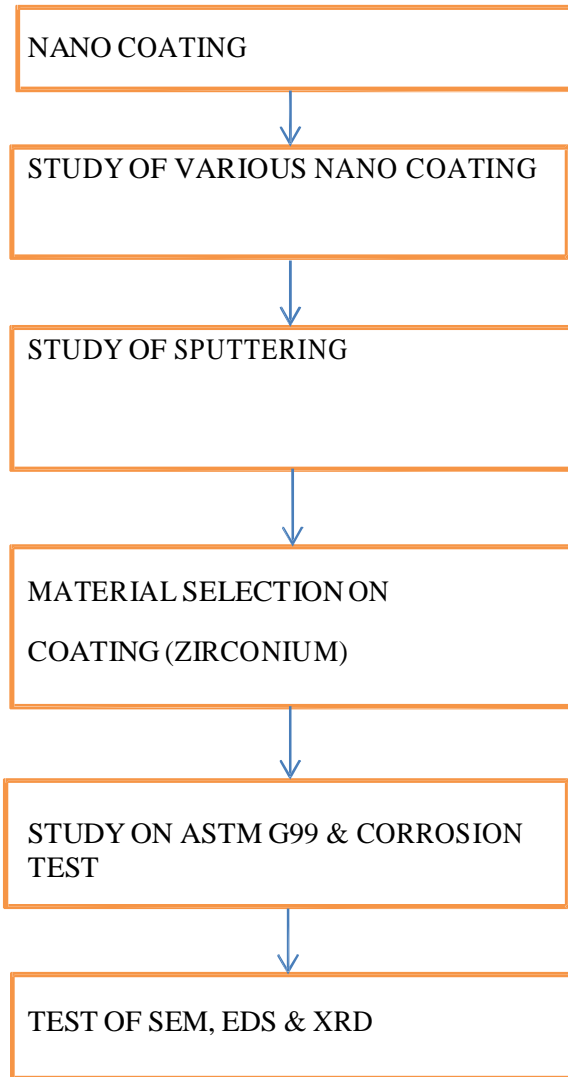 NANO COATING
STUDY OF VARIOUS NANO COATING
STUDY OF SPUTTERING
MATERIAL SELECTION ON
COATING (ZIRCONIUM)
STUDY ON ASTM G99 & CORROSION
TEST
TEST OF SEM, EDS & XRD